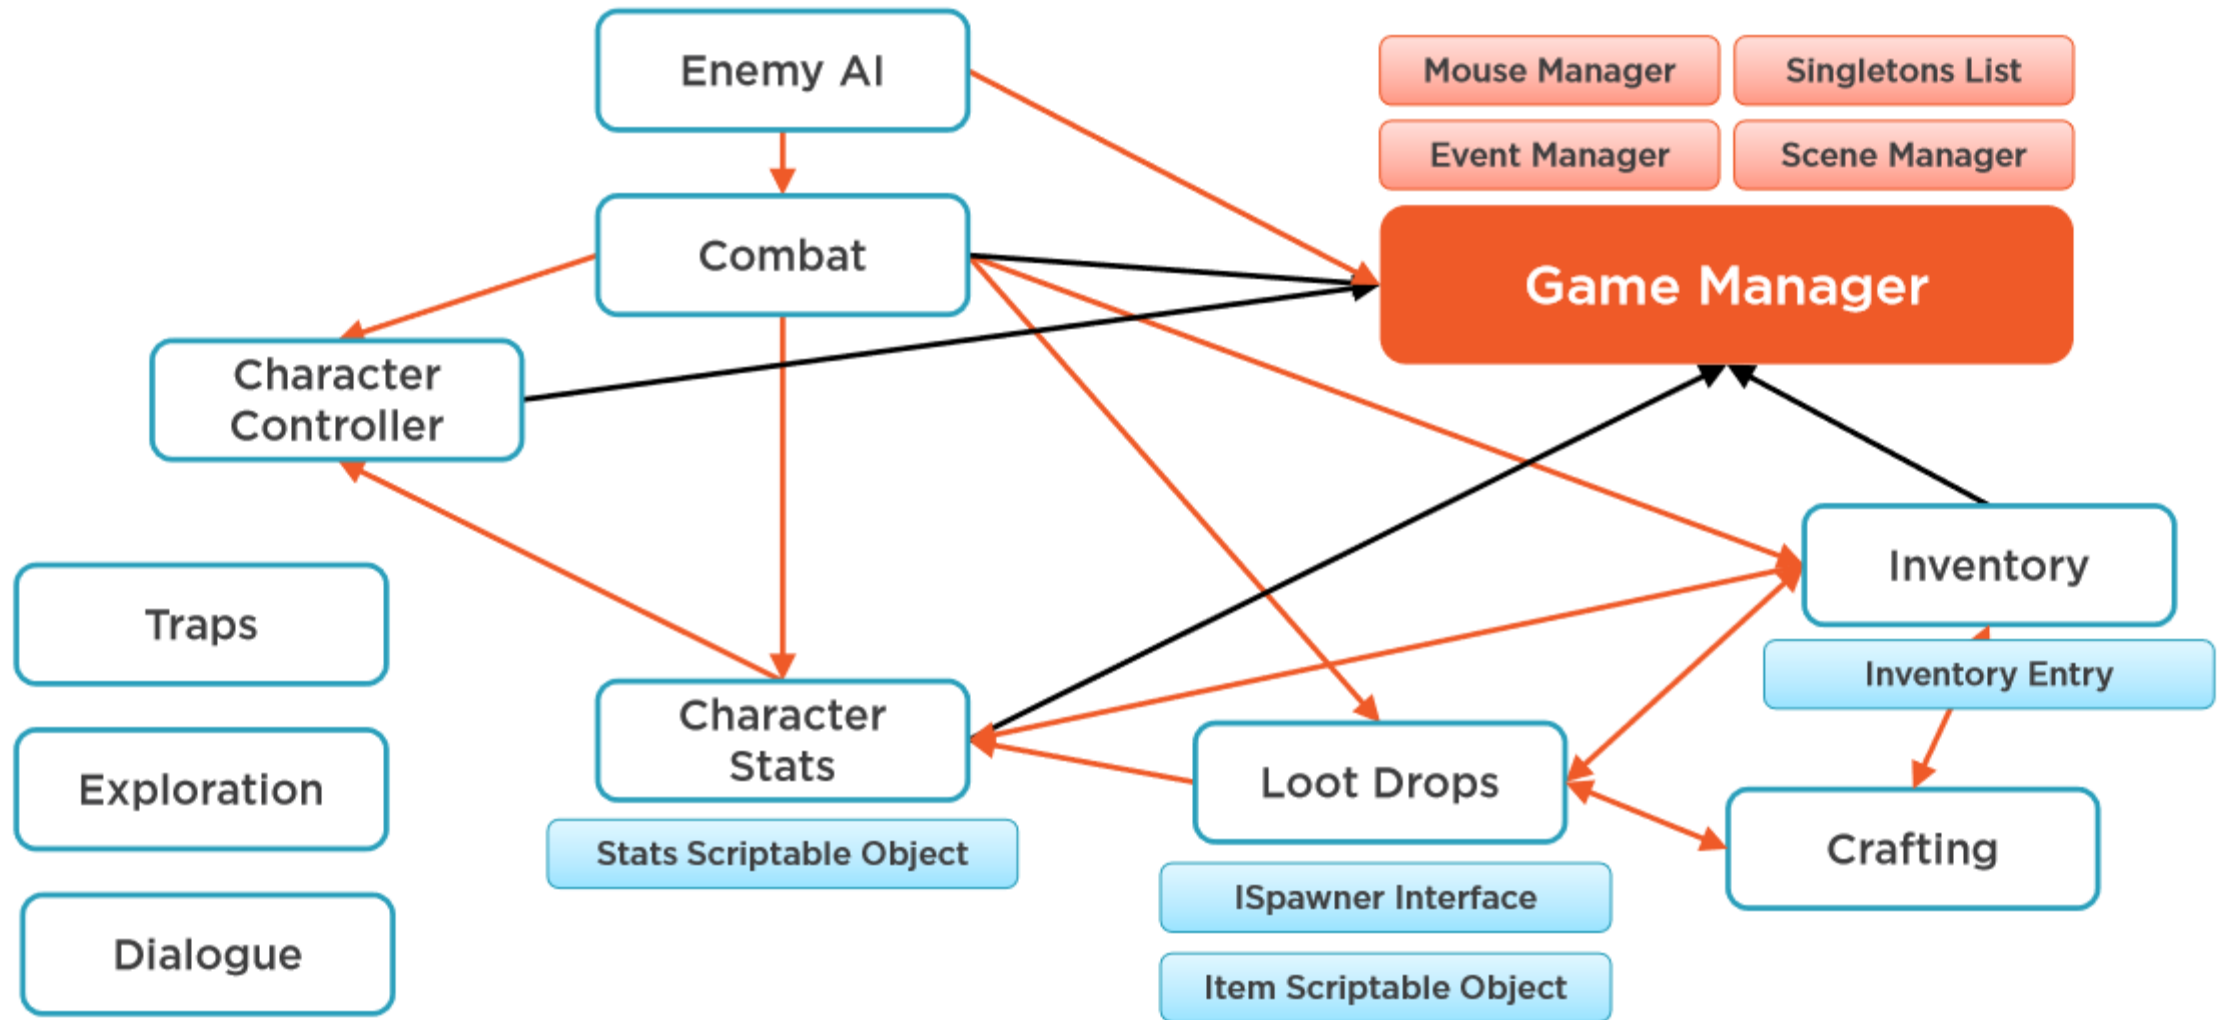 Enemy AI
Mouse Manager
Singletons List
Event Manager
Scene Manager
Combat
Game Manager
Character
Controller
Inventory
Traps
Inventory Entry
Character
Stats
Exploration
Loot Drops
Stats Scriptable Object
Crafting
ISpawner Interface
Dialogue
Item Scriptable Object